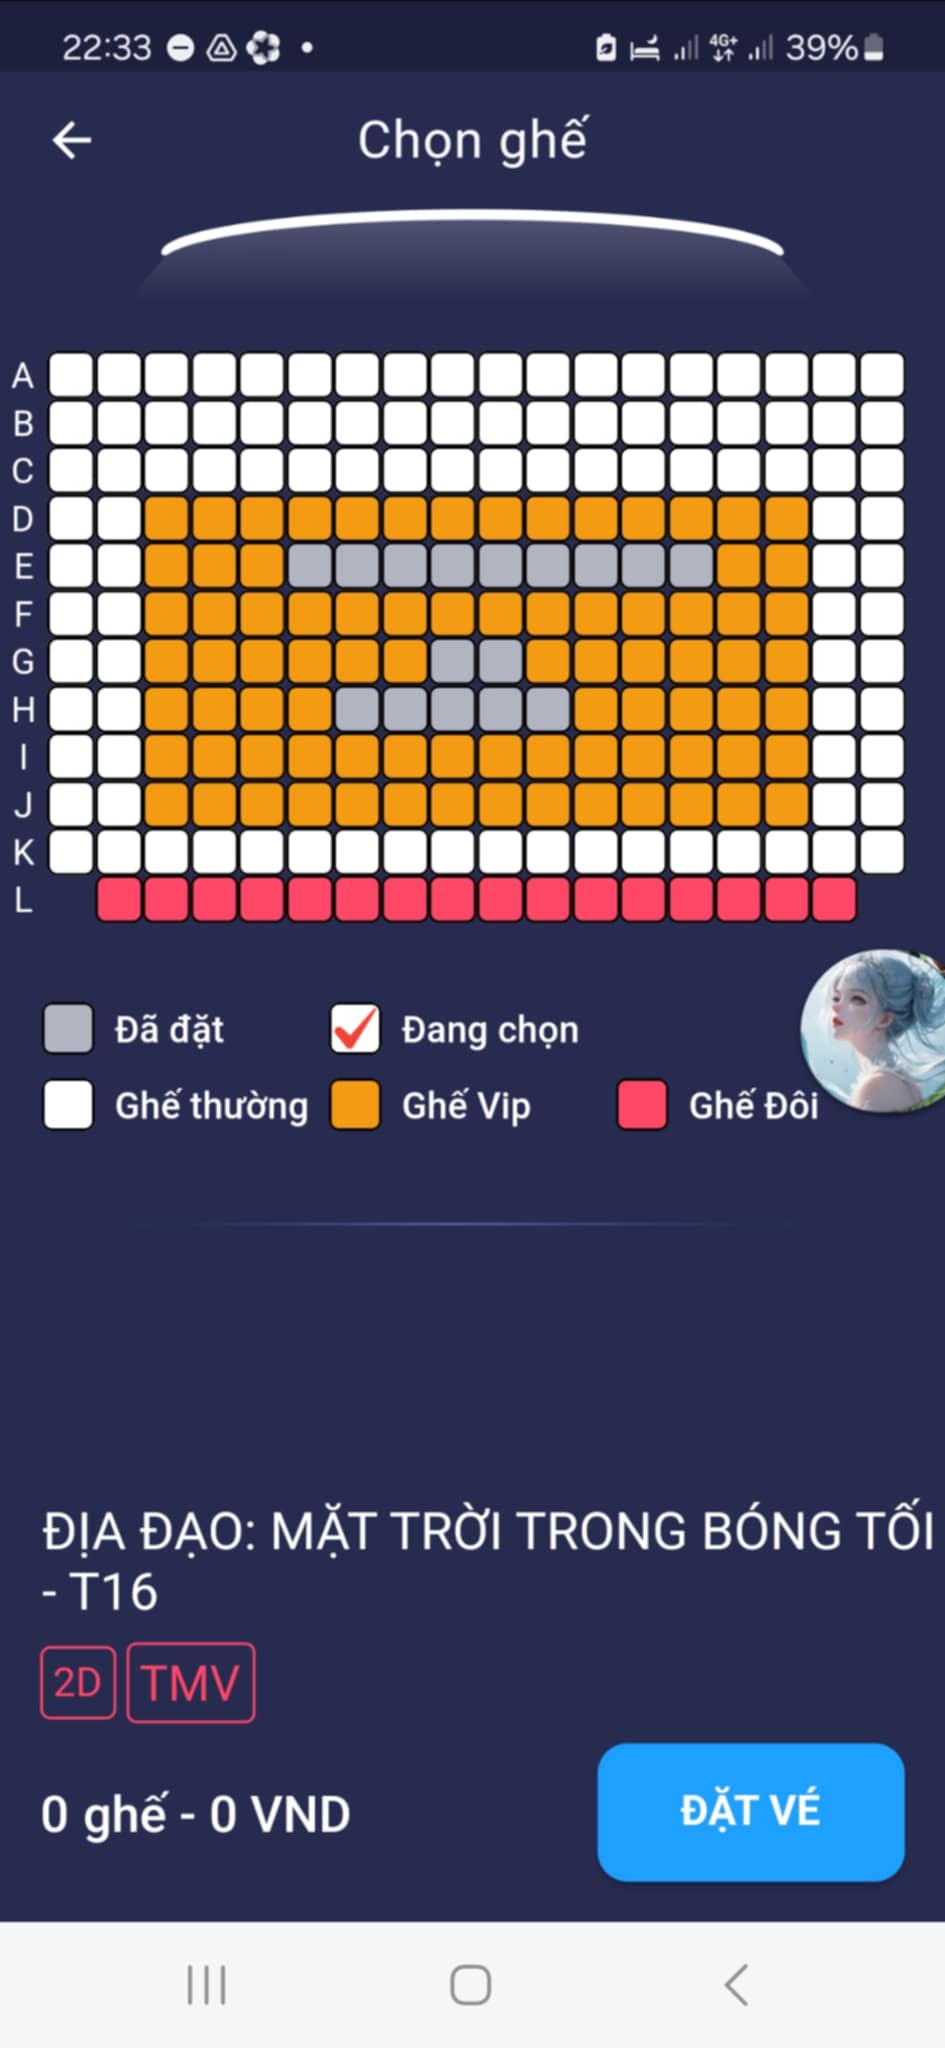 22:33 4G+ 39%
Chọn ghế
A
B
C
D
E
F
G
H
I
J
K
L
Đã đặt Đang chọn
Ghế thường Ghế Vip Ghế Đôi
ĐỊA ĐẠO: MẶT TRỜI TRONG BÓNG TỐI
- T16
2D TMV
0 ghế - 0 VND ĐẶT VÉ